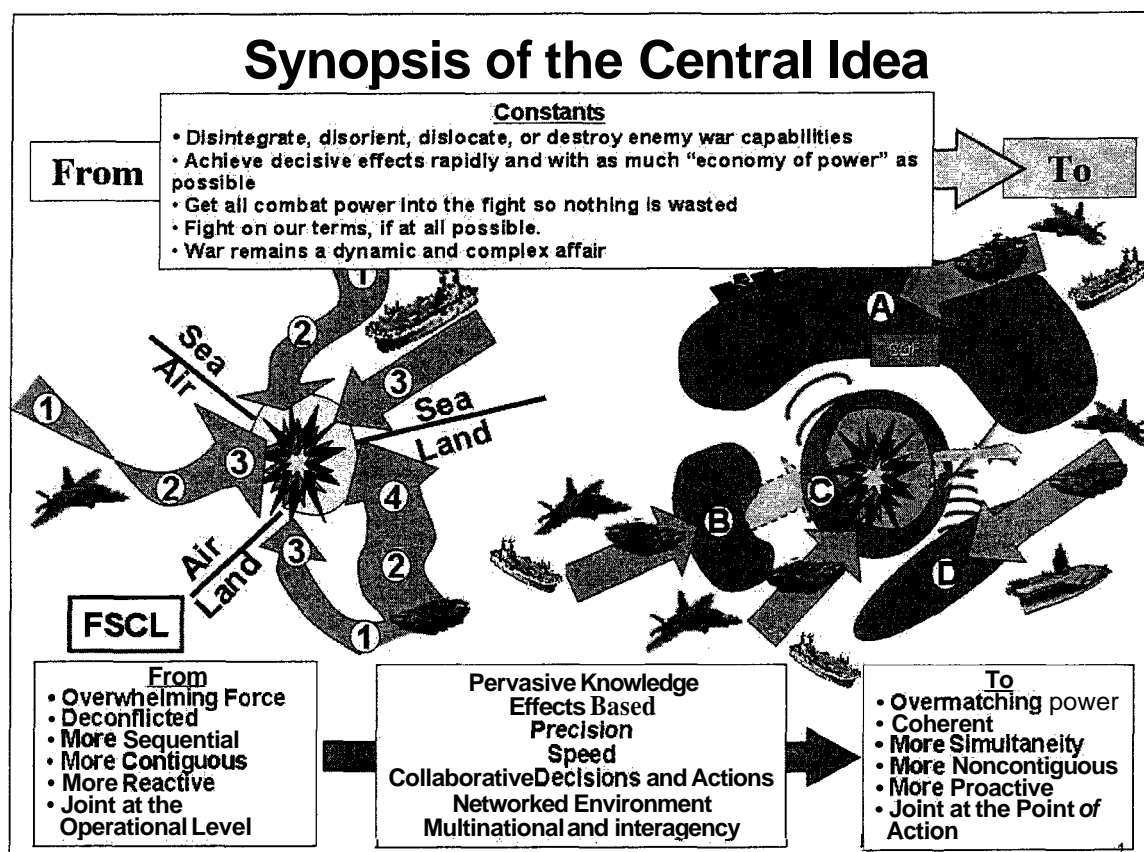 Synopsis of the Central Idea
Constants
• Disintegrate, disorient, dislocate, or destroy enemy war capabilities
• Achieve decisive effects rapidly and with as much “economy of power” as
possible
• Get all combat power into the fight so nothing is wasted
• Fight on our terms, if at all possible.
• War remains a dynamic and complex affair
From
To
1
2
3
Sea
Air
Sea
Land
1
2
3
4
3
2
1
Air
Land
FSCL
A
B
C
D
From
• Overwhelming Force
• Deconflicted
• More Sequential
• More Contiguous
• More Reactive
• Joint at the
Operational Level
Pervasive Knowledge
Effects Based
Precision
Speed
CollaborativeDecisions and Actions
Networked Environment
Multinational and interagency
To
• Overmatching power
• Coherent
• More Simultaneity
• More Noncontiguous
• More Proactive
• Joint at the Point of
Action